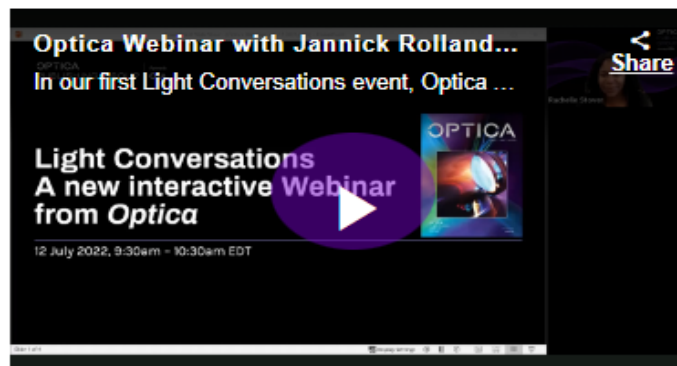 Optica Webinar with Jannick Rolland...
Share
In our first Light Conversations event, Optica ...
OPTICA
Light Conversations
A new interactive Webinar
from Optica
12 July 2022, 9:30am - 10:30am EDT